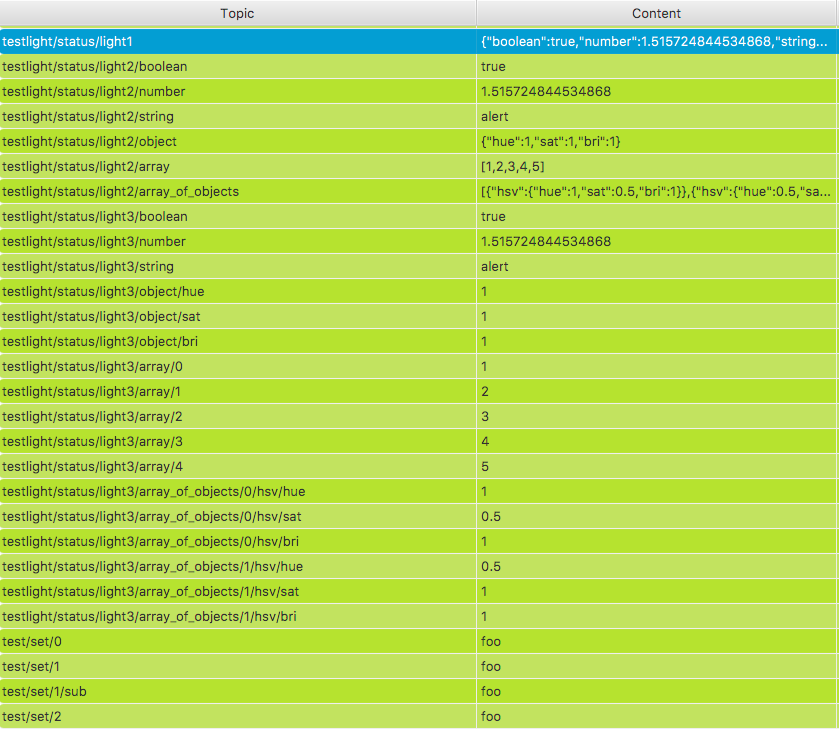 Topic Content
testlight/status/light1 {"boolean":true,"number":1.515724844534868,"string...
testlight/status/light2/boolean true
testlight/status/light2/number 1.515724844534868
testlight/status/light2/string alert
testlight/status/light2/object {"hue":1,"sat":1,"bri":1}
testlight/status/light2/array [1,2,3,4,5]
testlight/status/light2/array_of_objects [{"hsv":{"hue":1,"sat":0.5,"bri":1}},{"hsv":{"hue":0.5,"sa...
testlight/status/light3/boolean true
testlight/status/light3/number 1.515724844534868
testlight/status/light3/string alert
testlight/status/light3/object/hue 1
testlight/status/light3/object/sat 1
testlight/status/light3/object/bri 1
testlight/status/light3/array/0 1
testlight/status/light3/array/1 2
testlight/status/light3/array/2 3
testlight/status/light3/array/3 4
testlight/status/light3/array/4 5
testlight/status/light3/array_of_objects/0/hsv/hue 1
testlight/status/light3/array_of_objects/0/hsv/sat 0.5
testlight/status/light3/array_of_objects/0/hsv/bri 1
testlight/status/light3/array_of_objects/1/hsv/hue 0.5
testlight/status/light3/array_of_objects/1/hsv/sat 1
testlight/status/light3/array_of_objects/1/hsv/bri 1
test/set/0 foo
test/set/1 foo
test/set/1/sub foo
test/set/2 foo